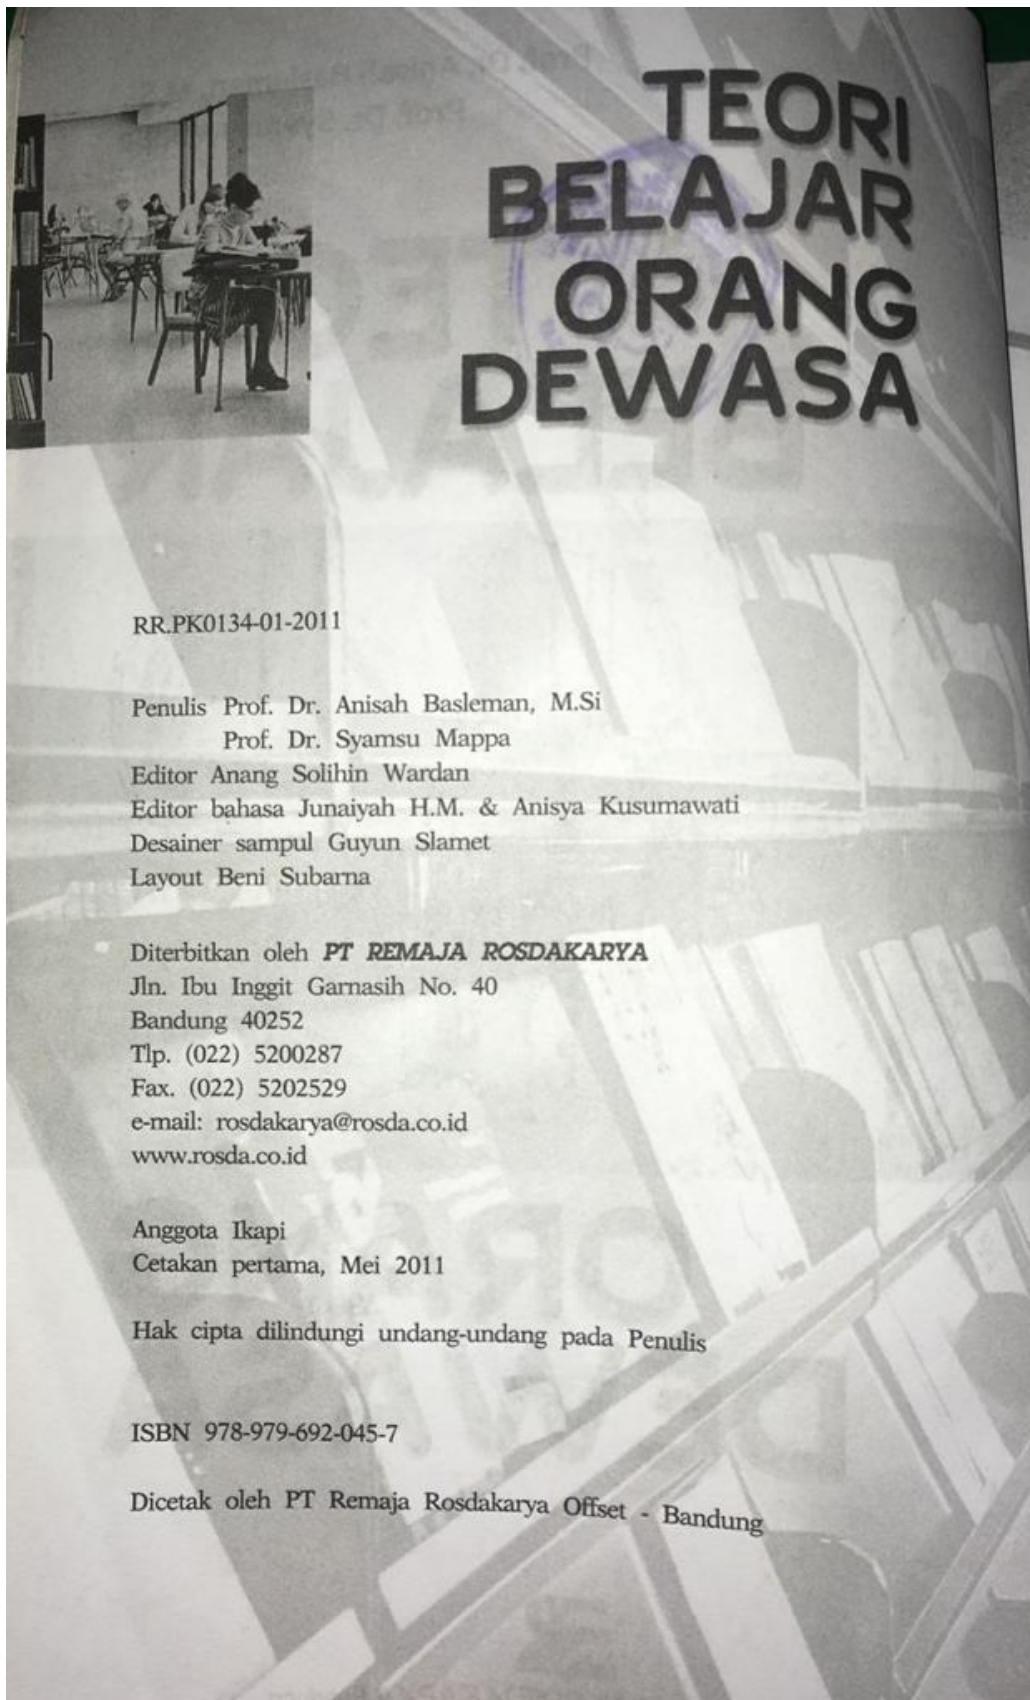 TEORI
BELAJAR
ORANG
DEWASA
RR.PK0134-01-2011
Penulis Prof. Dr. Anisah Basleman, M.Si
Prof. Dr. Syamsu Mappa
Editor Anang Solihin Wardan
Editor bahasa Junaiyah H.M. & Anisya Kusumawati
Desainer sampul Guyun Slamet
Layout Beni Subarna
Diterbitkan oleh PT REMAJA ROSDAKARYA
Jln. Ibu Inggit Garnasih No. 40
Bandung 40252
Tlp. (022) 5200287
Fax. (022) 5202529
e-mail: rosdakarya@rosda.co.id
www.rosda.co.id
Anggota Ikapi
Cetakan pertama, Mei 2011
Hak cipta dilindungi undang-undang pada Penulis
ISBN 978-979-692-045-7
Dicetak oleh PT Remaja Rosdakarya Offset - Bandung